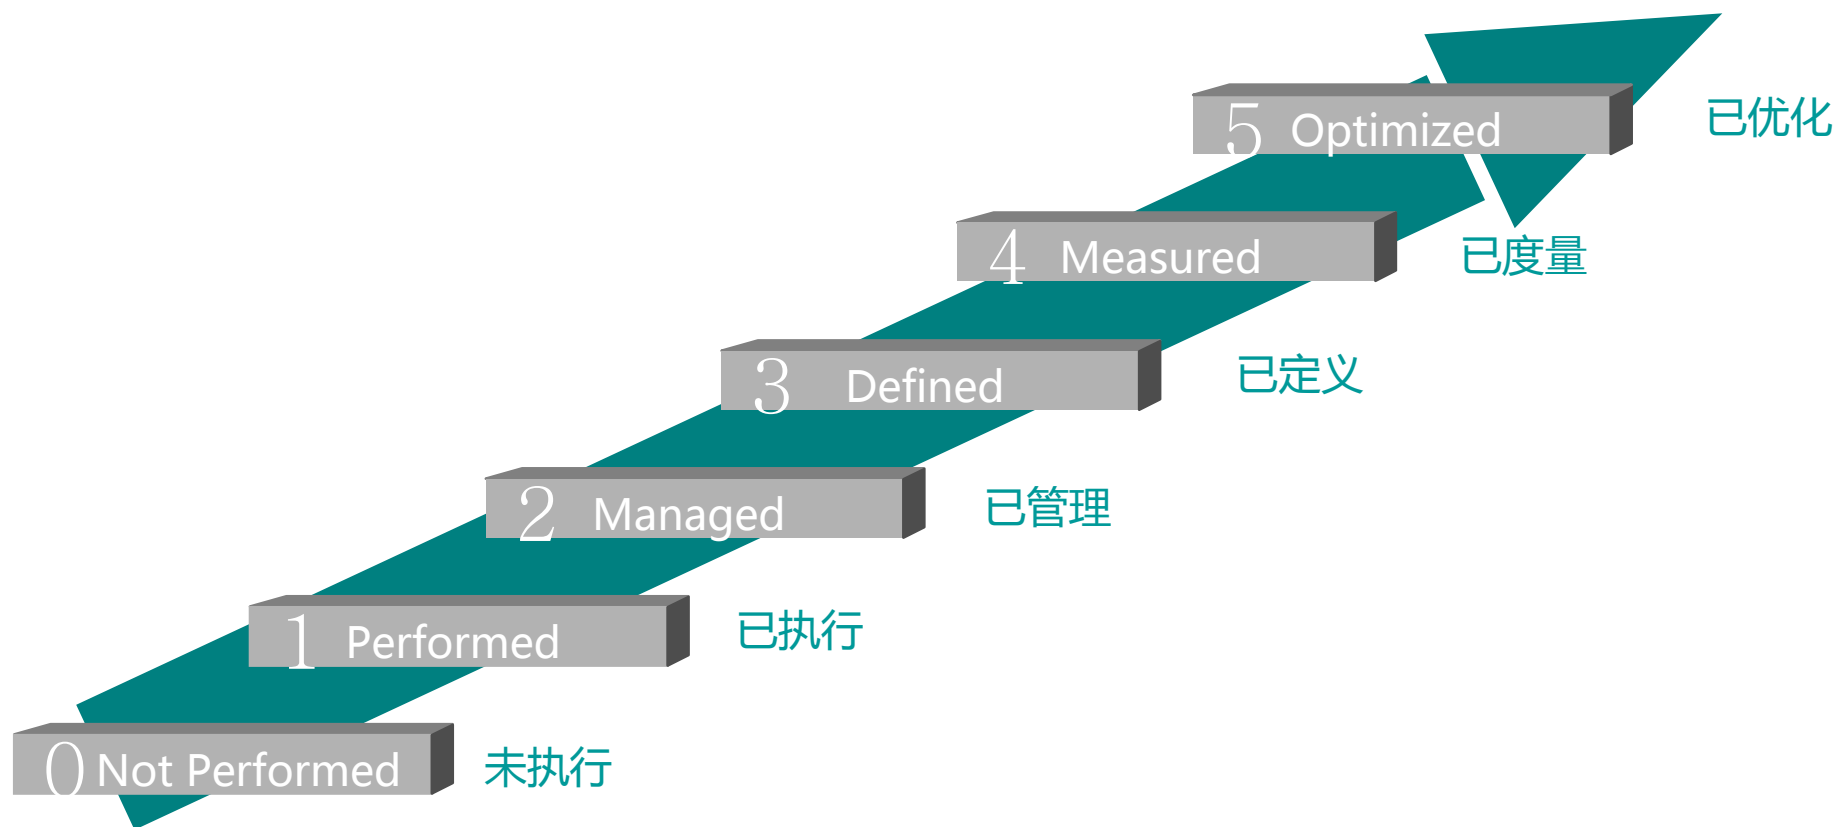 5 Optimized 已优化
4 Measured 已度量
3 Defined 已定义
2 Managed 已管理
1 Performed 已执行
0 Not Performed 未执行